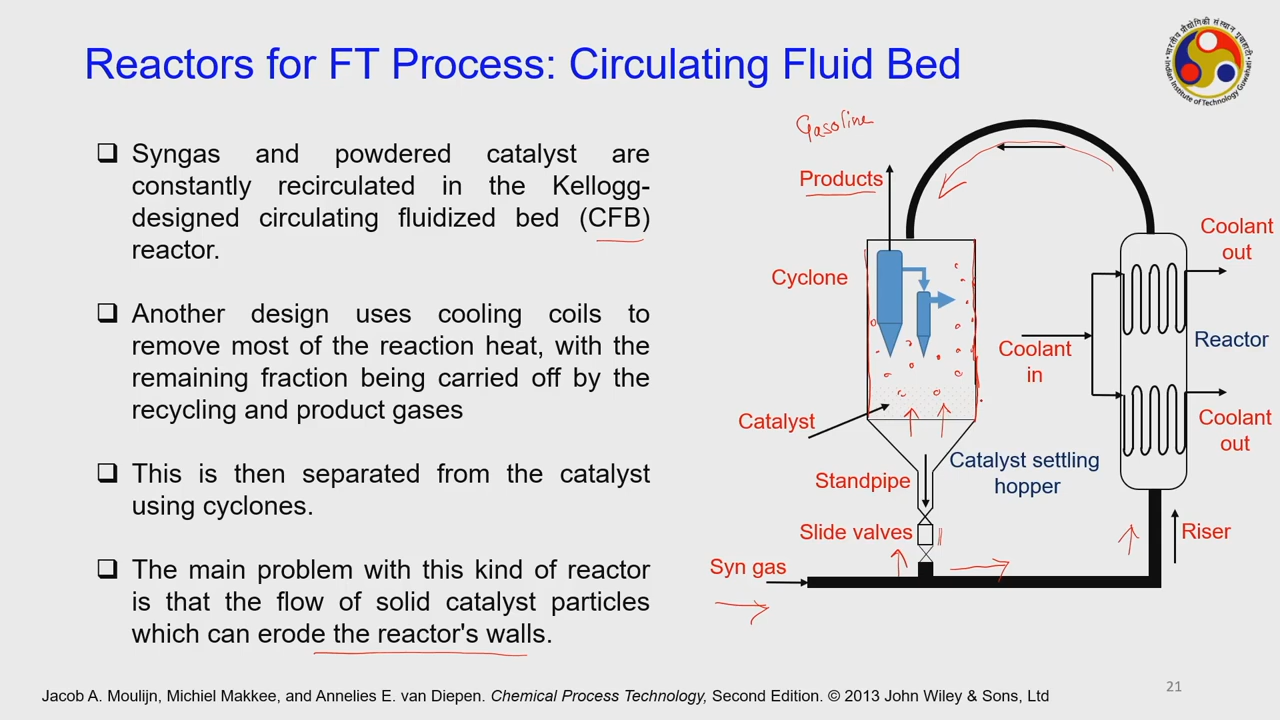 Reactors for FT Process: Circulating Fluid Bed
❑ Syngas and powdered catalyst are
constantly recirculated in the Kellogg-
designed circulating fluidized bed (CFB)
reactor.
❑ Another design uses cooling coils to
remove most of the reaction heat, with the
remaining fraction being carried off by the
recycling and product gases
❑ This is then separated from the catalyst
using cyclones.
❑ The main problem with this kind of reactor
is that the flow of solid catalyst particles
which can erode the reactor's walls.
Gasoline
Products
Cyclone
Catalyst
Standpipe
Slide valves
Syn gas
Catalyst settling
hopper
Coolant
in
Coolant
out
Reactor
Coolant
out
Riser
Jacob A. Moulijn, Michiel Makkee, and Annelies E. van Diepen. Chemical Process Technology, Second Edition. © 2013 John Wiley & Sons, Ltd
21
भारतीय प्रौद्योगिकी संस्थान गुवाहाटी
Indian Institute of Technology Guwahati